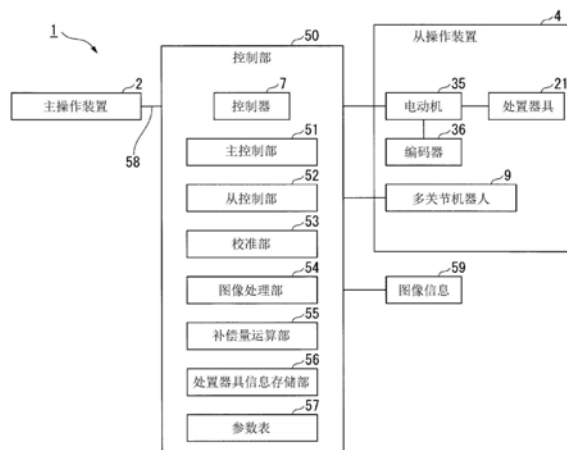 1
50
4
控制部
从操作装置
2
7
35
21
主操作装置
控制器
电动机
处置器具
58
51
36
主控制部
编码器
52
9
从控制部
多关节机器人
53
校准部
54
59
图像处理部
图像信息
55
补偿量运算部
56
处置器具信息存储部
57
参数表